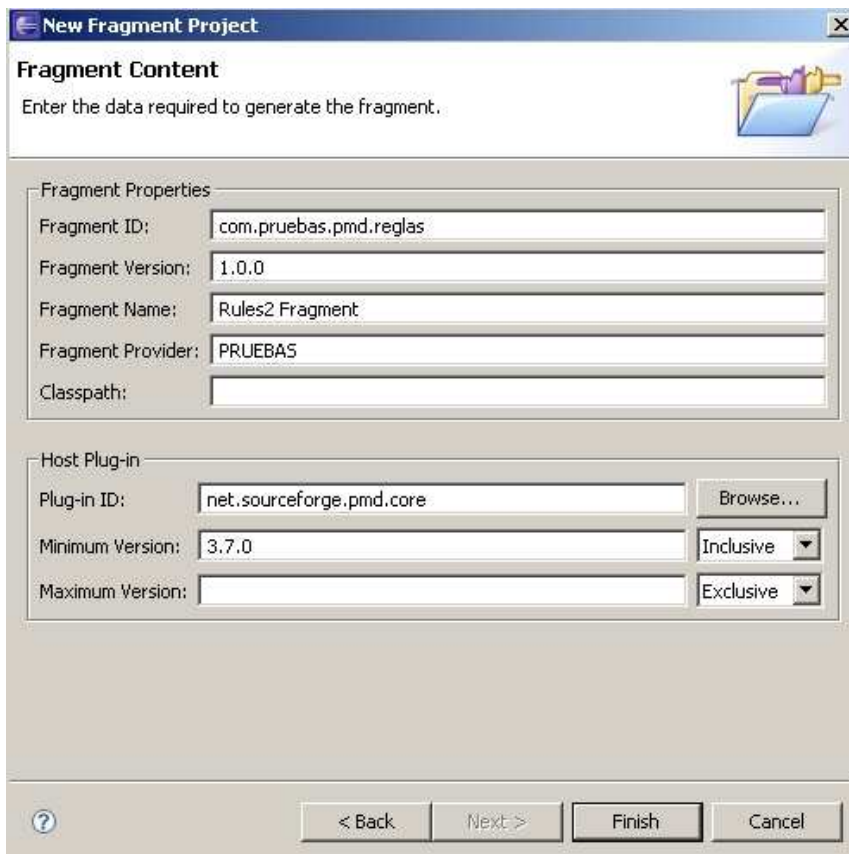 New Fragment Project
Fragment Content
Enter the data required to generate the fragment.
Fragment Properties
Fragment ID: com.pruebas.pmd.reglas
Fragment Version: 1.0.0
Fragment Name: Rules2 Fragment
Fragment Provider: PRUEBAS
Classpath:
Host Plug-in
Plug-in ID: net.sourceforge.pmd.core Browse...
Minimum Version: 3.7.0 Inclusive
Maximum Version: Exclusive
? < Back Next > Finish Cancel